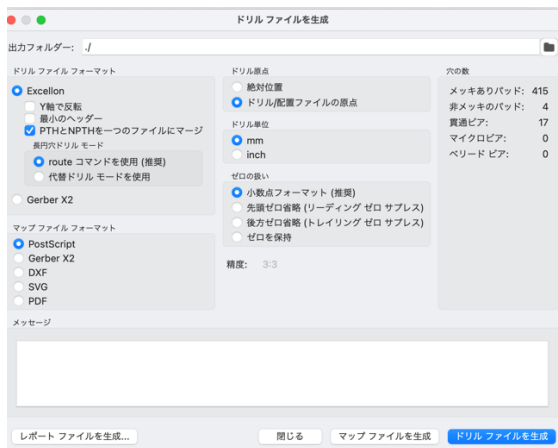 ドリル ファイルを生成
出力フォルダー: ./
ドリル ファイル フォーマット
Excellon
Y軸で反転
最小のヘッダー
PTHとNPTHを一つのファイルにマージ
長円穴ドリル モード
route コマンドを使用 (推奨)
代替ドリル モードを使用
Gerber X2
マップ ファイル フォーマット
PostScript
Gerber X2
DXF
SVG
PDF
ドリル原点
絶対位置
ドリル/配置ファイルの原点
ドリル単位
mm
inch
ゼロの扱い
小数点フォーマット (推奨)
先頭ゼロ省略 (リーディング ゼロ サプレス)
後方ゼロ省略 (トレイリング ゼロ サプレス)
ゼロを保持
精度: 3:3
穴の数
メッキありパッド: 415
非メッキのパッド: 4
貫通ビア: 17
マイクロビア: 0
ベリード ビア: 0
メッセージ
レポート ファイルを生成...
閉じる
マップ ファイルを生成
ドリル ファイルを生成